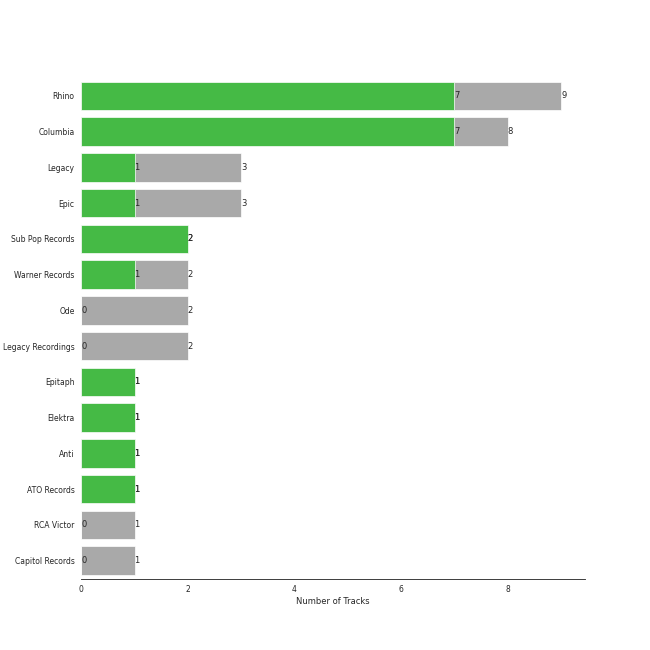 Rhino 7 9
Columbia 7 8
Legacy 1 3
Epic 1 3
Sub Pop Records 2
Warner Records 1 2
Ode 0 2
Legacy Recordings 0 2
Epitaph 1
Elektra 1
Anti 1
ATO Records 1
RCA Victor 0 1
Capitol Records 0 1
0 2 4 6 8
Number of Tracks